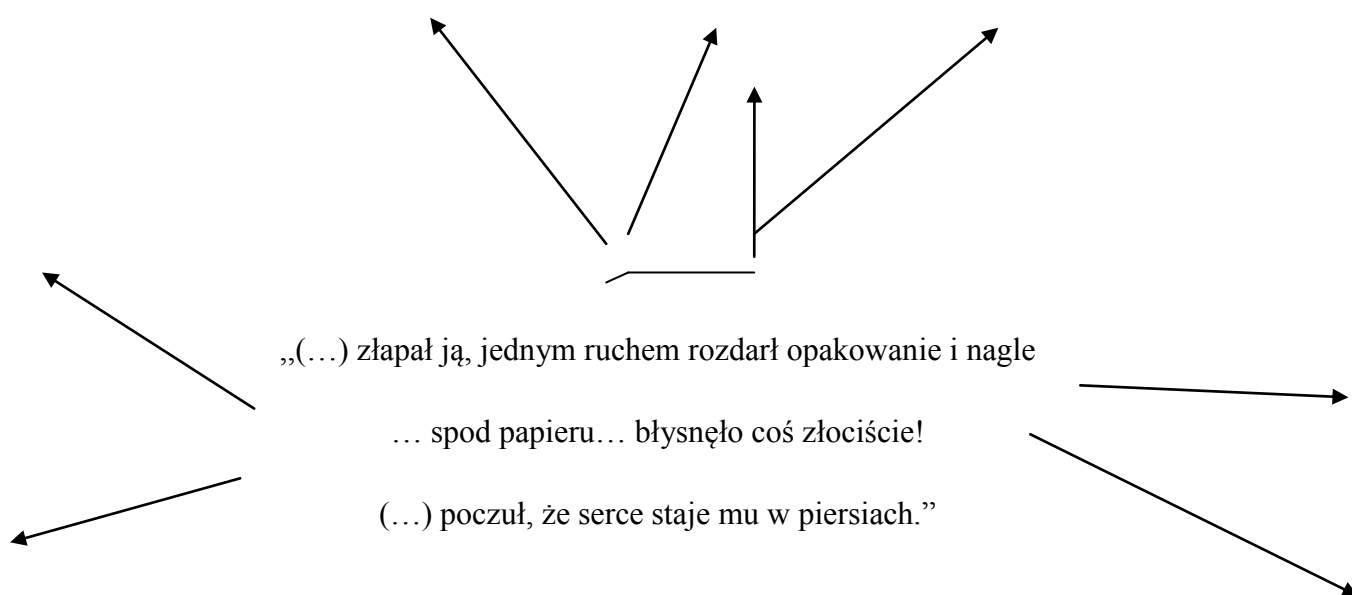 „(…) złapał ją, jednym ruchem rozdarł opakowanie i nagle
… spod papieru… błysnęło coś złociście!
(…) poczuł, że serce staje mu w piersiach.”